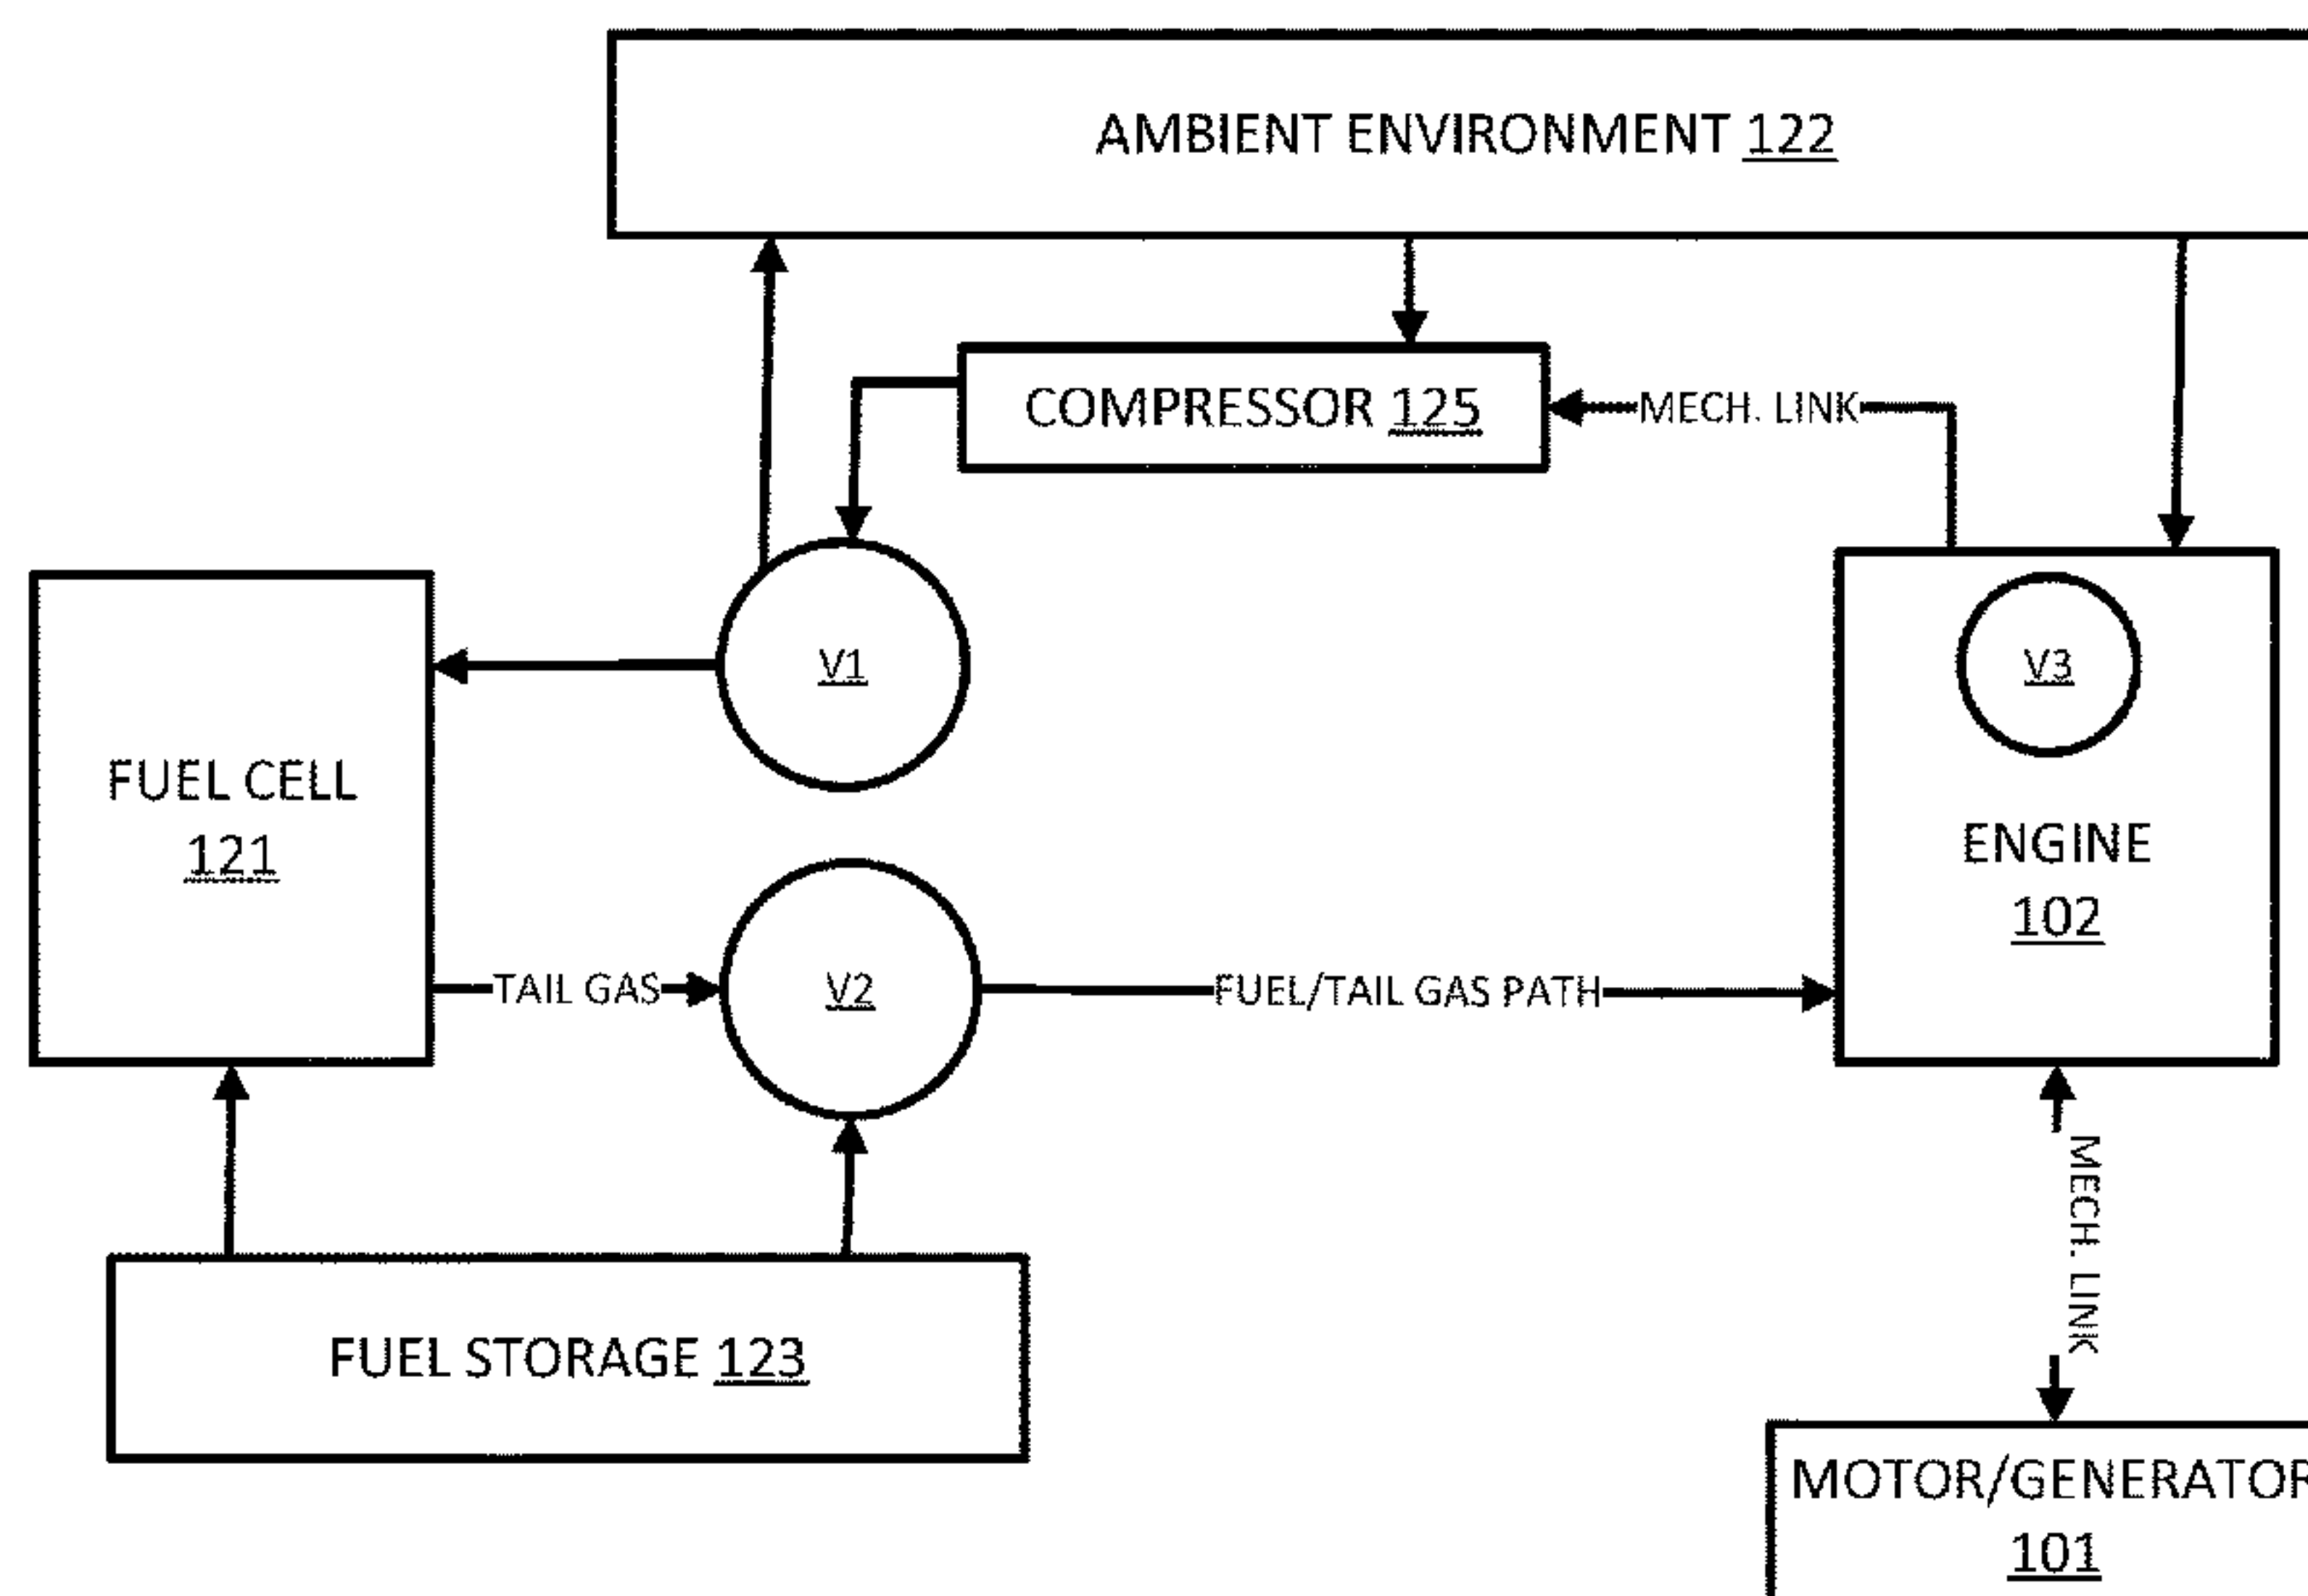 AMBIENT ENVIRONMENT 122
COMPRESSOR 125
MECH. LINK
V1
V3
FUEL CELL
121
ENGINE
102
TAIL GAS
V2
FUEL/TAIL GAS PATH
MECH. LINK
FUEL STORAGE 123
MOTOR/GENERATOR
101